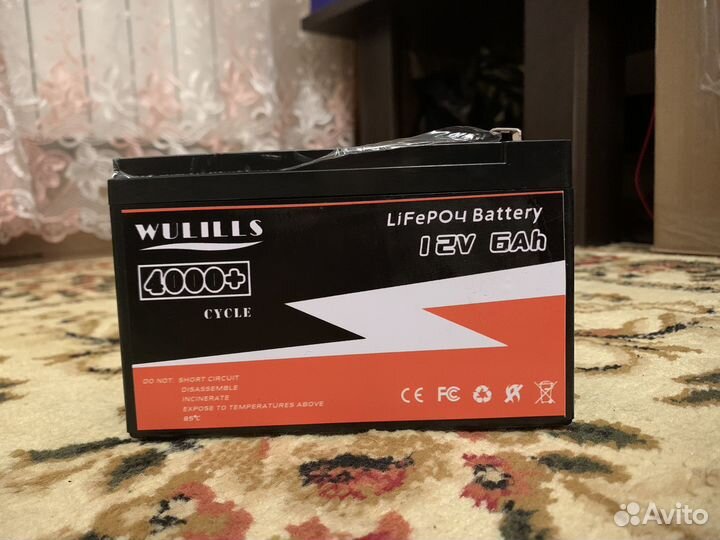 WULILLS
LiFePO4 Battery
12V 6Ah
4000+
CYCLE
DO NOT: SHORT CIRCUIT
DISASSEMBLE
INCINERATE
EXPOSE TO TEMPERATURES ABOVE
85℃
CE FC
Avito